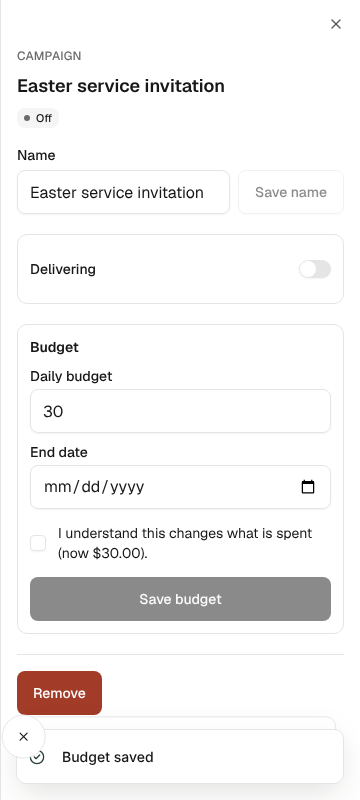 CAMPAIGN
Easter service invitation
Off
Name
Easter service invitation
Save name
Delivering
Budget
Daily budget
30
End date
mm/dd/yyyy
I understand this changes what is spent
(now $30.00).
Save budget
Remove
Budget saved